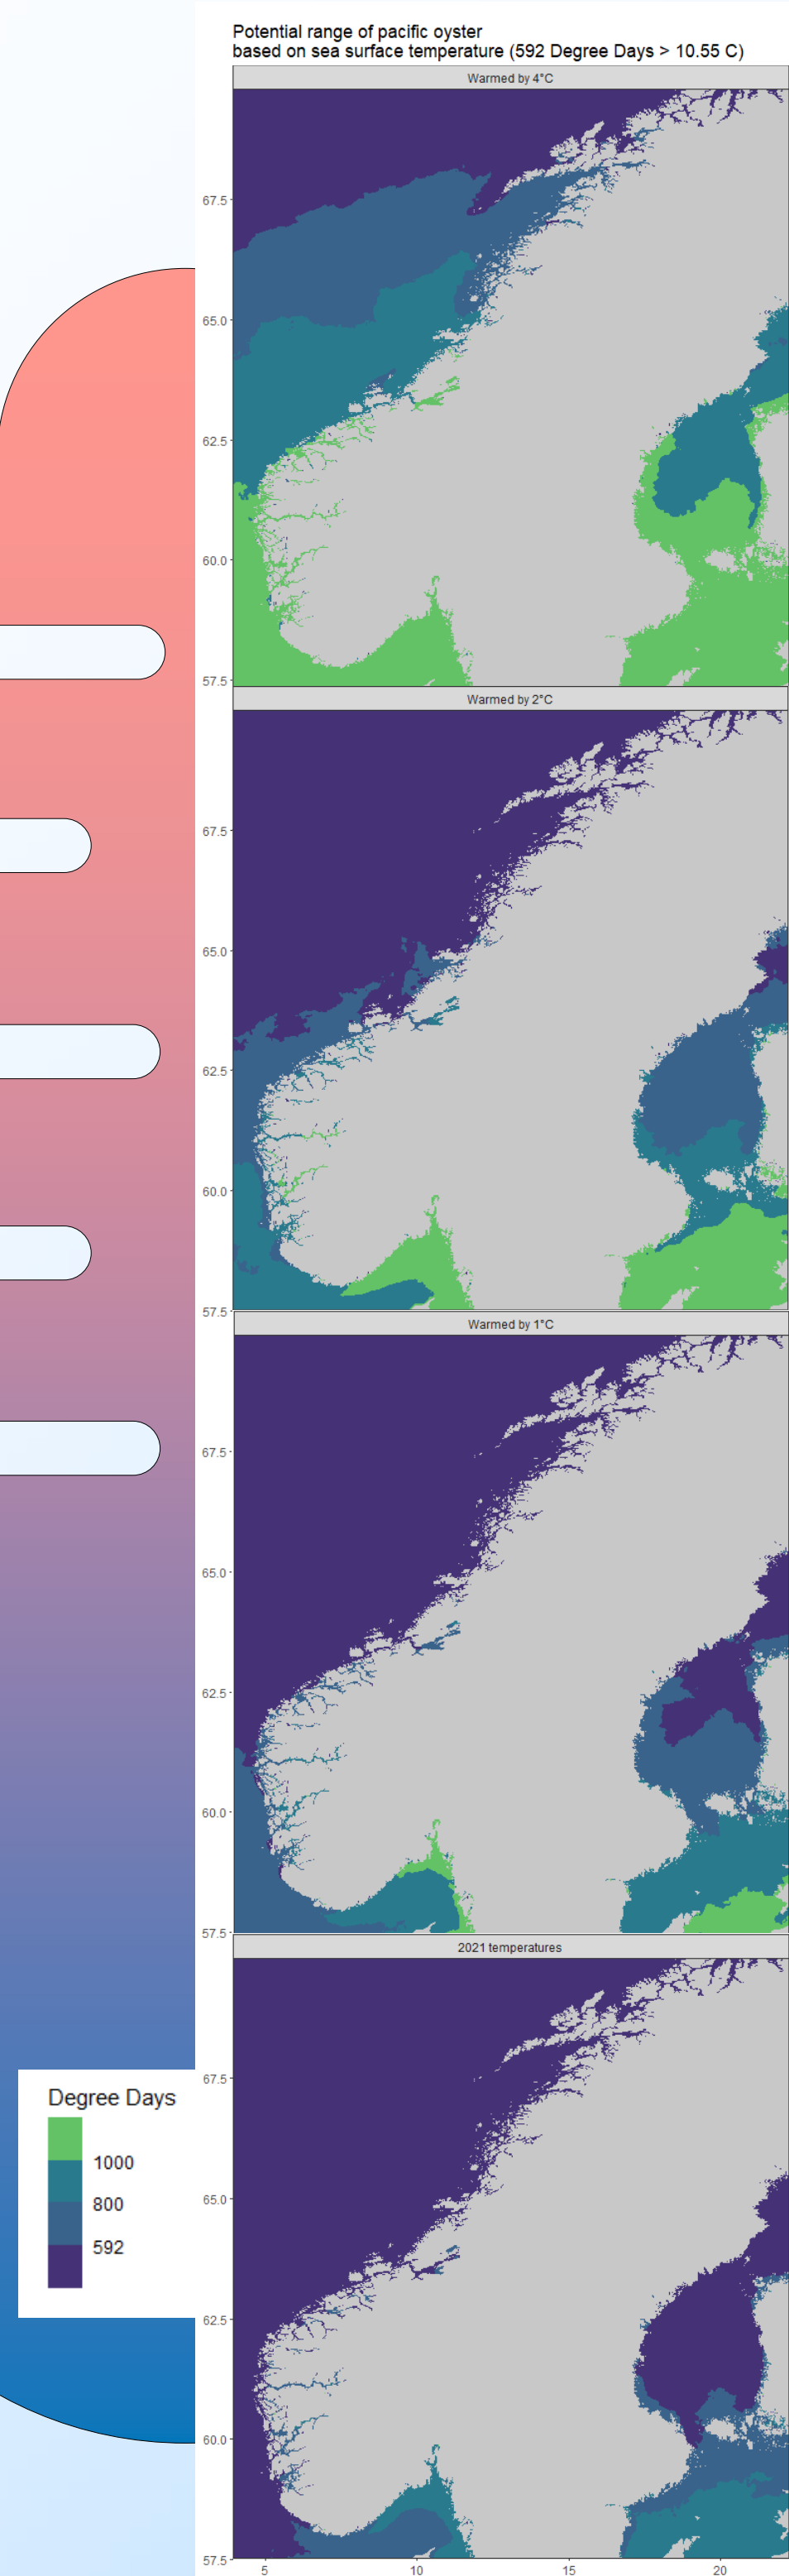 Potential range of pacific oyster
based on sea surface temperature (592 Degree Days > 10.55 C)
Warmed by 4°C
67.5
65.0
62.5
60.0
57.5
Warmed by 2°C
67.5
65.0
62.5
60.0
57.5
Warmed by 1°C
67.5
65.0
62.5
60.0
57.5
2021 temperatures
67.5
65.0
62.5
60.0
57.5
5 10 15 20
Degree Days
1000
800
592